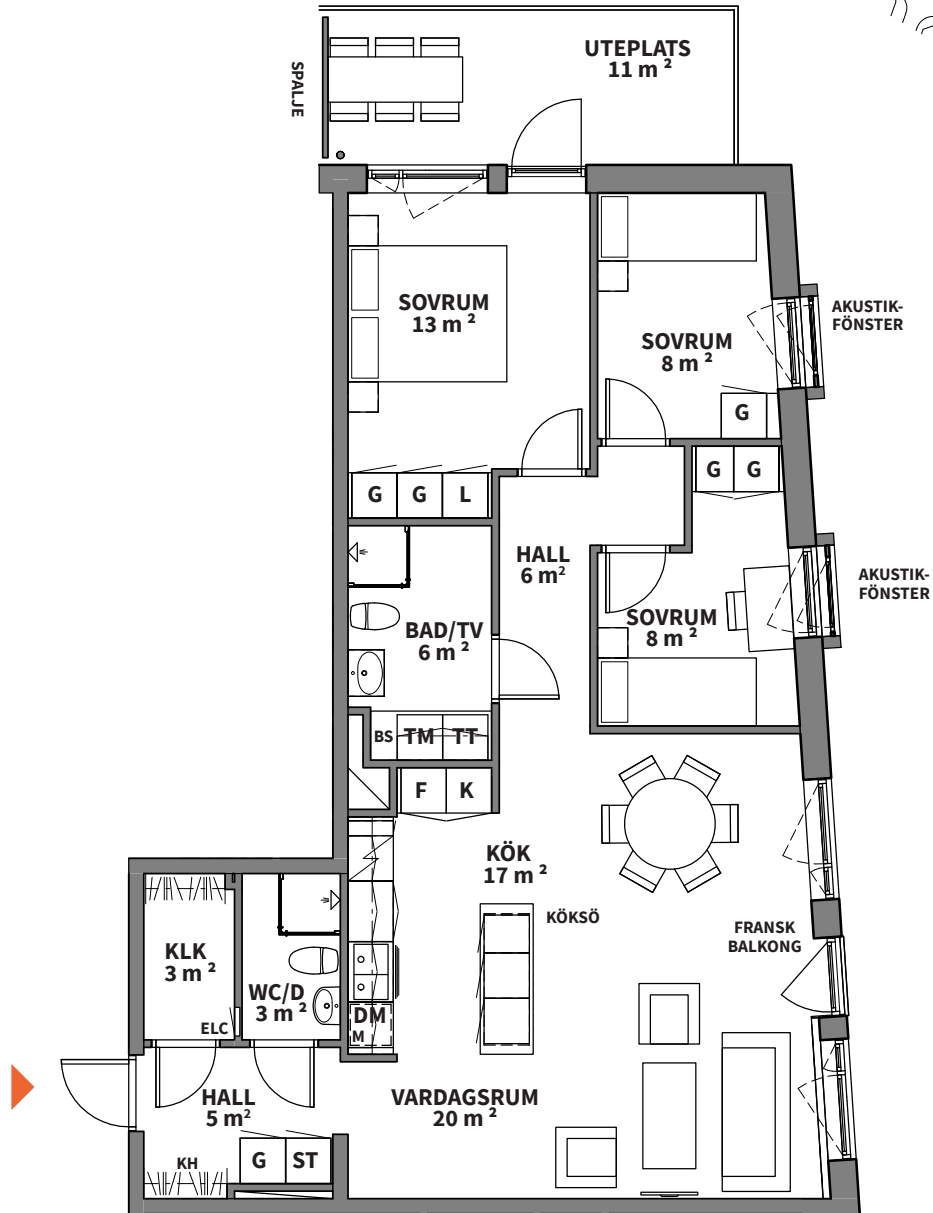 UTEPLATS
11 m²
SPALJE
SOVRUM
13 m²
SOVRUM
8 m²
AKUSTIK-
FÖNSTER
G
G G L
G G
HALL
6 m²
AKUSTIK-
FÖNSTER
SOVRUM
8 m²
BAD/TV
6 m²
BS TM TT
F K
KÖK
17 m²
KÖKSÖ
FRANSK
BALKONG
KLK
3 m²
WC/D
3 m²
ELC
DM
M
HALL
5 m²
VARDAGSRUM
20 m²
KH
G ST